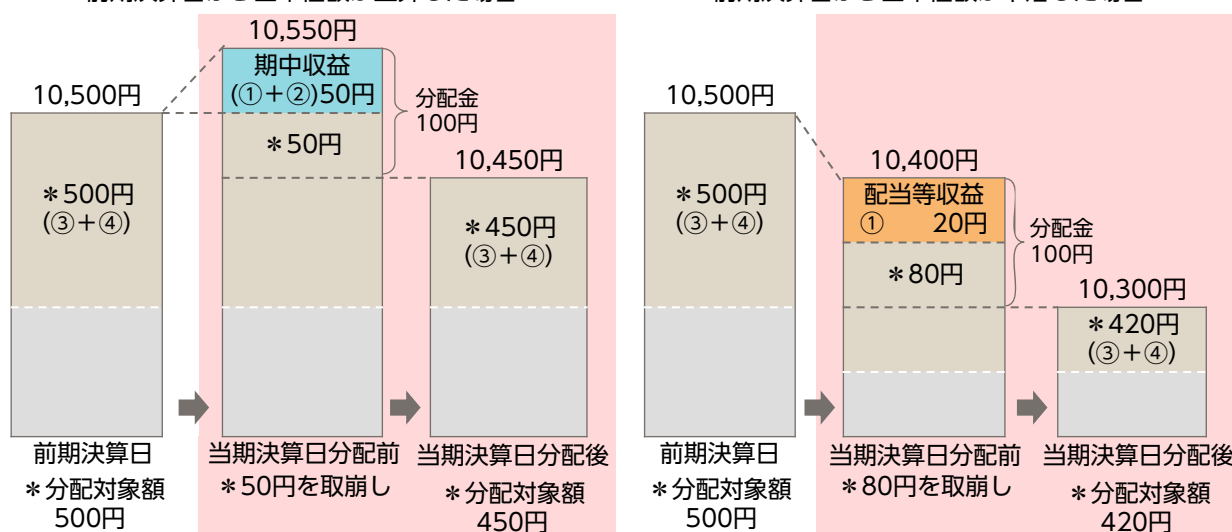 10,550円
期中収益
(①+②)50円
10,500円
分配金
100円
*50円
10,450円
*500円
(③+④)
*450円
(③+④)
前期決算日
当期決算日分配前
当期決算日分配後
*分配対象額
500円
*50円を取崩し
*分配対象額
450円
10,500円
10,400円
*500円
(③+④)
配当等収益
① 20円
分配金
100円
*80円
10,300円
*420円
(③+④)
前期決算日
当期決算日分配前
当期決算日分配後
*分配対象額
500円
*80円を取崩し
*分配対象額
420円